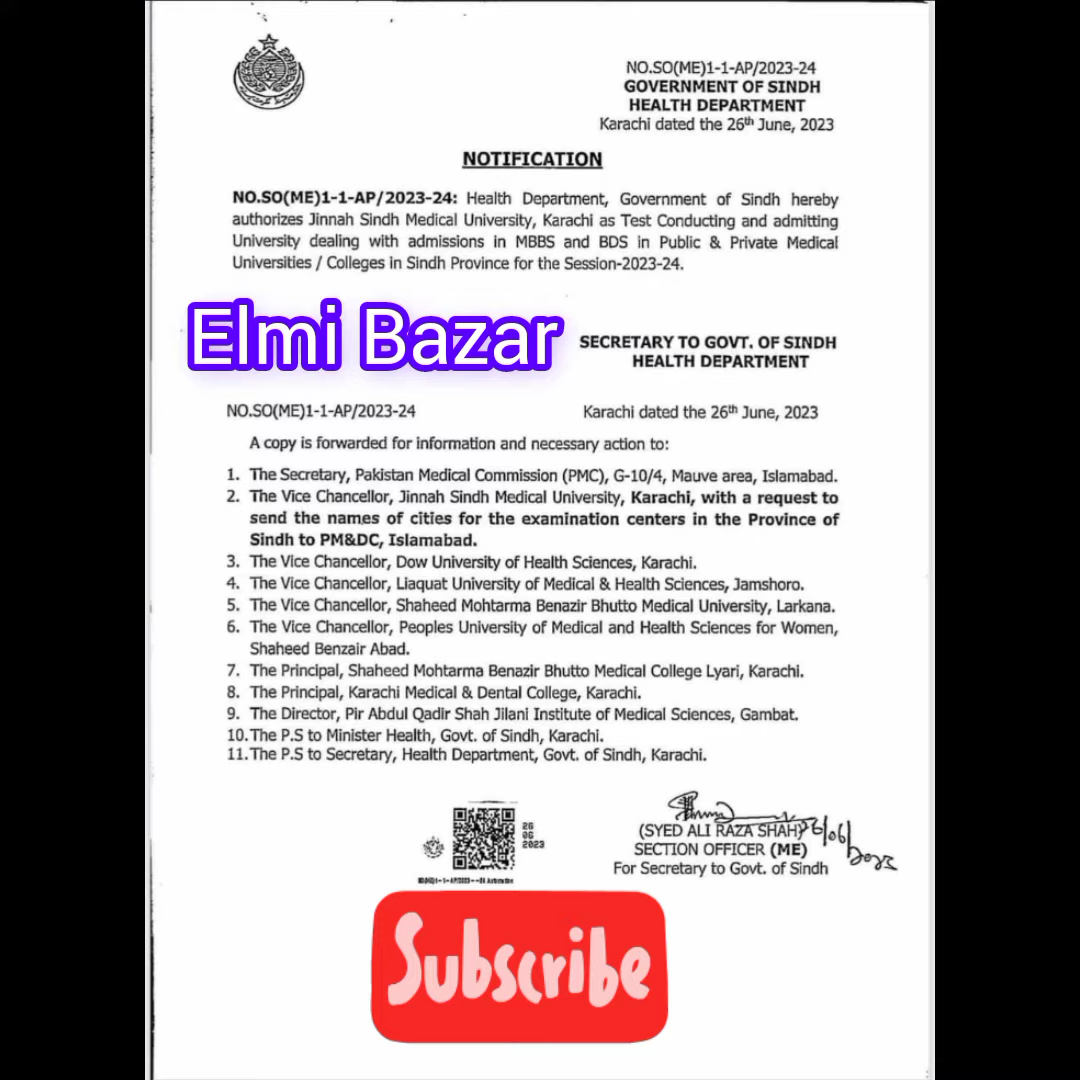 NO.SO(ME)1-1-AP/2023-24
GOVERNMENT OF SINDH
HEALTH DEPARTMENT
Karachi dated the 26th June, 2023
NOTIFICATION
NO.SO(ME)1-1-AP/2023-24: Health Department, Government of Sindh hereby
authorizes Jinnah Sindh Medical University, Karachi as Test Conducting and admitting
University dealing with admissions in MBBS and BDS in Public & Private Medical
Universities / Colleges in Sindh Province for the Session-2023-24.
Elmi Bazar
SECRETARY TO GOVT. OF SINDH
HEALTH DEPARTMENT
NO.SO(ME)1-1-AP/2023-24 Karachi dated the 26th June, 2023
A copy is forwarded for information and necessary action to:
1. The Secretary, Pakistan Medical Commission (PMC), G-10/4, Mauve area, Islamabad.
2. The Vice Chancellor, Jinnah Sindh Medical University, Karachi, with a request to
send the names of cities for the examination centers in the Province of
Sindh to PM&DC, Islamabad.
3. The Vice Chancellor, Dow University of Health Sciences, Karachi.
4. The Vice Chancellor, Liaquat University of Medical & Health Sciences, Jamshoro.
5. The Vice Chancellor, Shaheed Mohtarma Benazir Bhutto Medical University, Larkana.
6. The Vice Chancellor, Peoples University of Medical and Health Sciences for Women,
Shaheed Benzair Abad.
7. The Principal, Shaheed Mohtarma Benazir Bhutto Medical College Lyari, Karachi.
8. The Principal, Karachi Medical & Dental College, Karachi.
9. The Director, Pir Abdul Qadir Shah Jilani Institute of Medical Sciences, Gambat.
10. The P.S to Minister Health, Govt. of Sindh, Karachi.
11. The P.S to Secretary, Health Department, Govt. of Sindh, Karachi.
26
06
2023
(SYED ALI RAZA SHAH) 26/06/2023
SECTION OFFICER (ME)
For Secretary to Govt. of Sindh
Subscribe